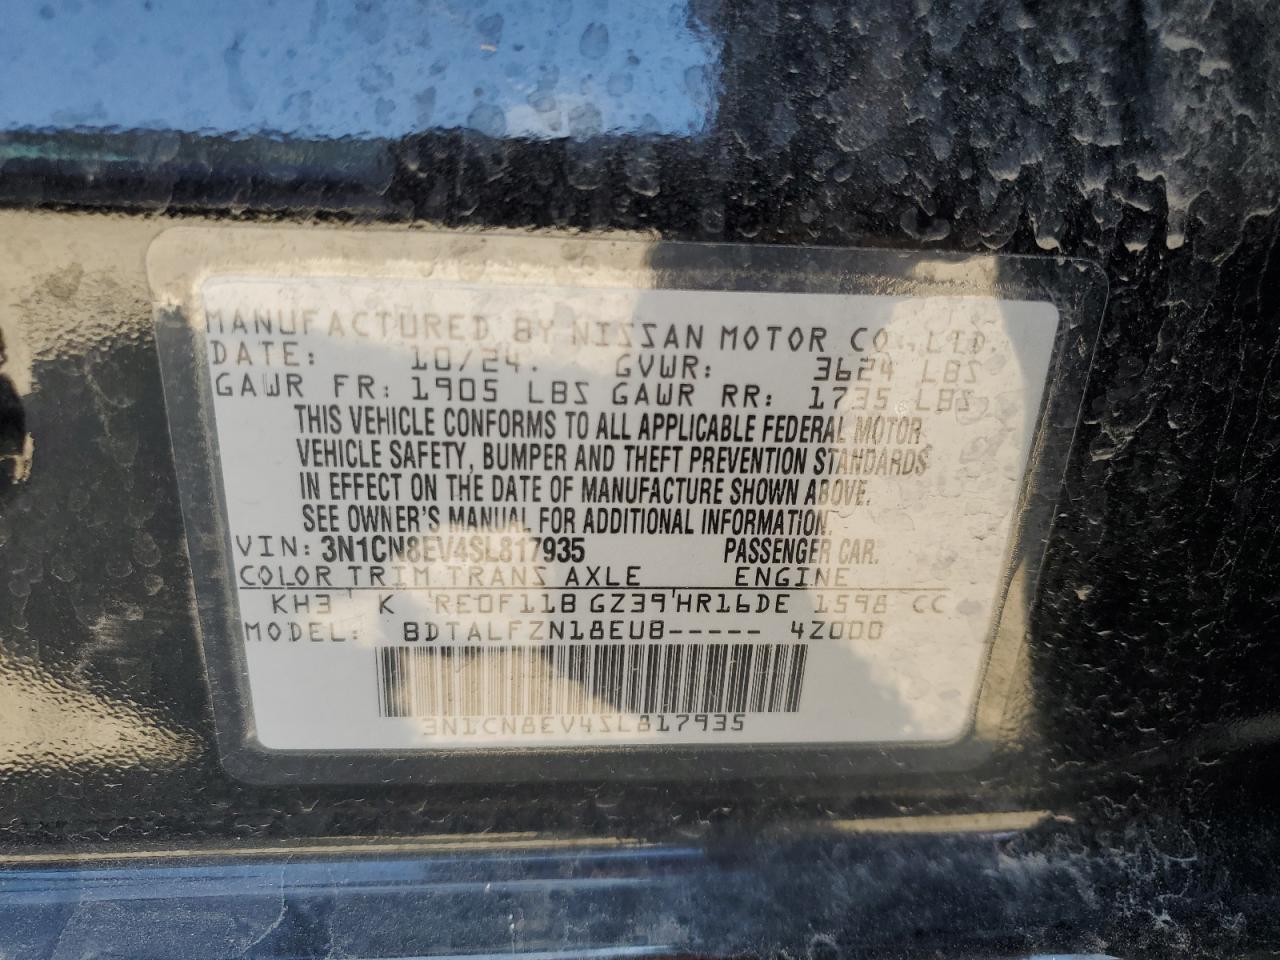 MANUFACTURED BY NISSAN MOTOR CO., LTD.
DATE: 10/24. GVWR: 3624 LBS
GAWR FR: 1905 LBS GAWR RR: 1735 LBS
THIS VEHICLE CONFORMS TO ALL APPLICABLE FEDERAL MOTOR
VEHICLE SAFETY, BUMPER AND THEFT PREVENTION STANDARDS
IN EFFECT ON THE DATE OF MANUFACTURE SHOWN ABOVE.
SEE OWNER'S MANUAL FOR ADDITIONAL INFORMATION.
VIN: 3N1CN8EV4SL817935 PASSENGER CAR.
COLOR TRIM TRANS AXLE ENGINE
KH3 K RE0F11B GZ39 HR16DE 1598 CC
MODEL: BDTALFZN18EUB----- 42000
3N1CN8EV4SL817935